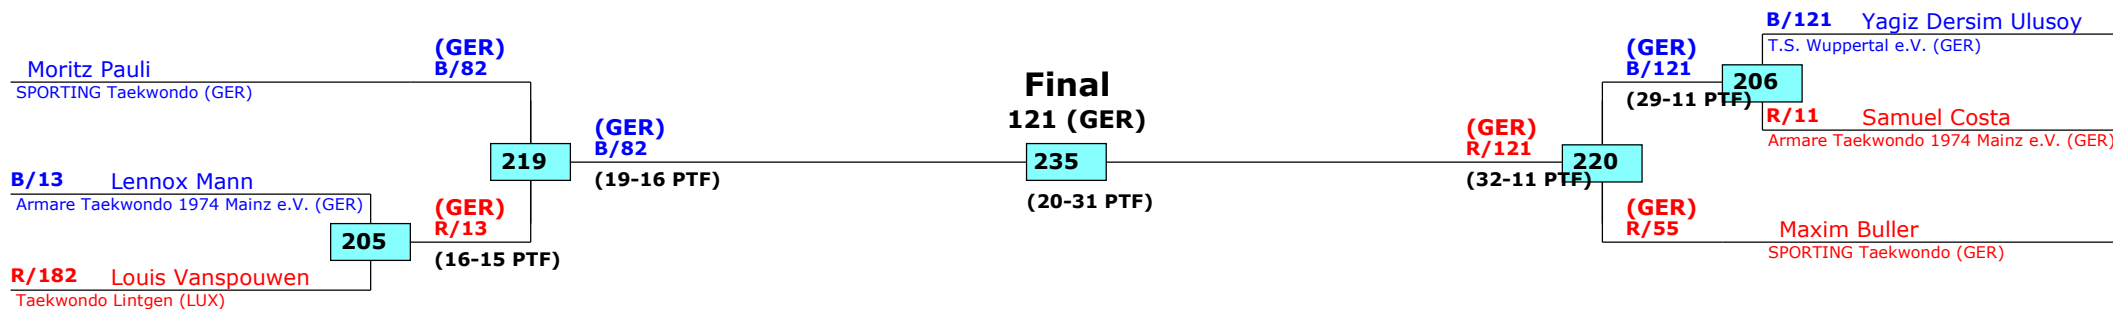 Moritz Pauli
SPORTING Taekwondo (GER)
(GER)
B/82
B/13 Lennox Mann
Armare Taekwondo 1974 Mainz e.V. (GER)
205
R/182 Louis Vanspouwen
Taekwondo Lintgen (LUX)
(GER)
R/13
(16-15 PTF)
219
(GER)
B/82
(19-16 PTF)
Final
121 (GER)
235
(20-31 PTF)
(GER)
R/121
(32-11 PTF)
220
(GER)
B/121
(29-11 PTF)
206
B/121 Yagiz Dersim Ulusoy
T.S. Wuppertal e.V. (GER)
R/11 Samuel Costa
Armare Taekwondo 1974 Mainz e.V. (GER)
(GER)
R/55
Maxim Buller
SPORTING Taekwondo (GER)